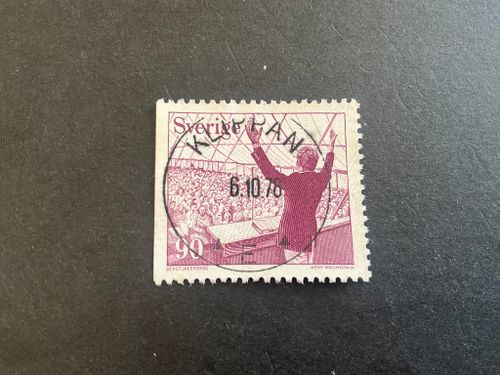 Sverige
KLIPPAN
6.10.78
90